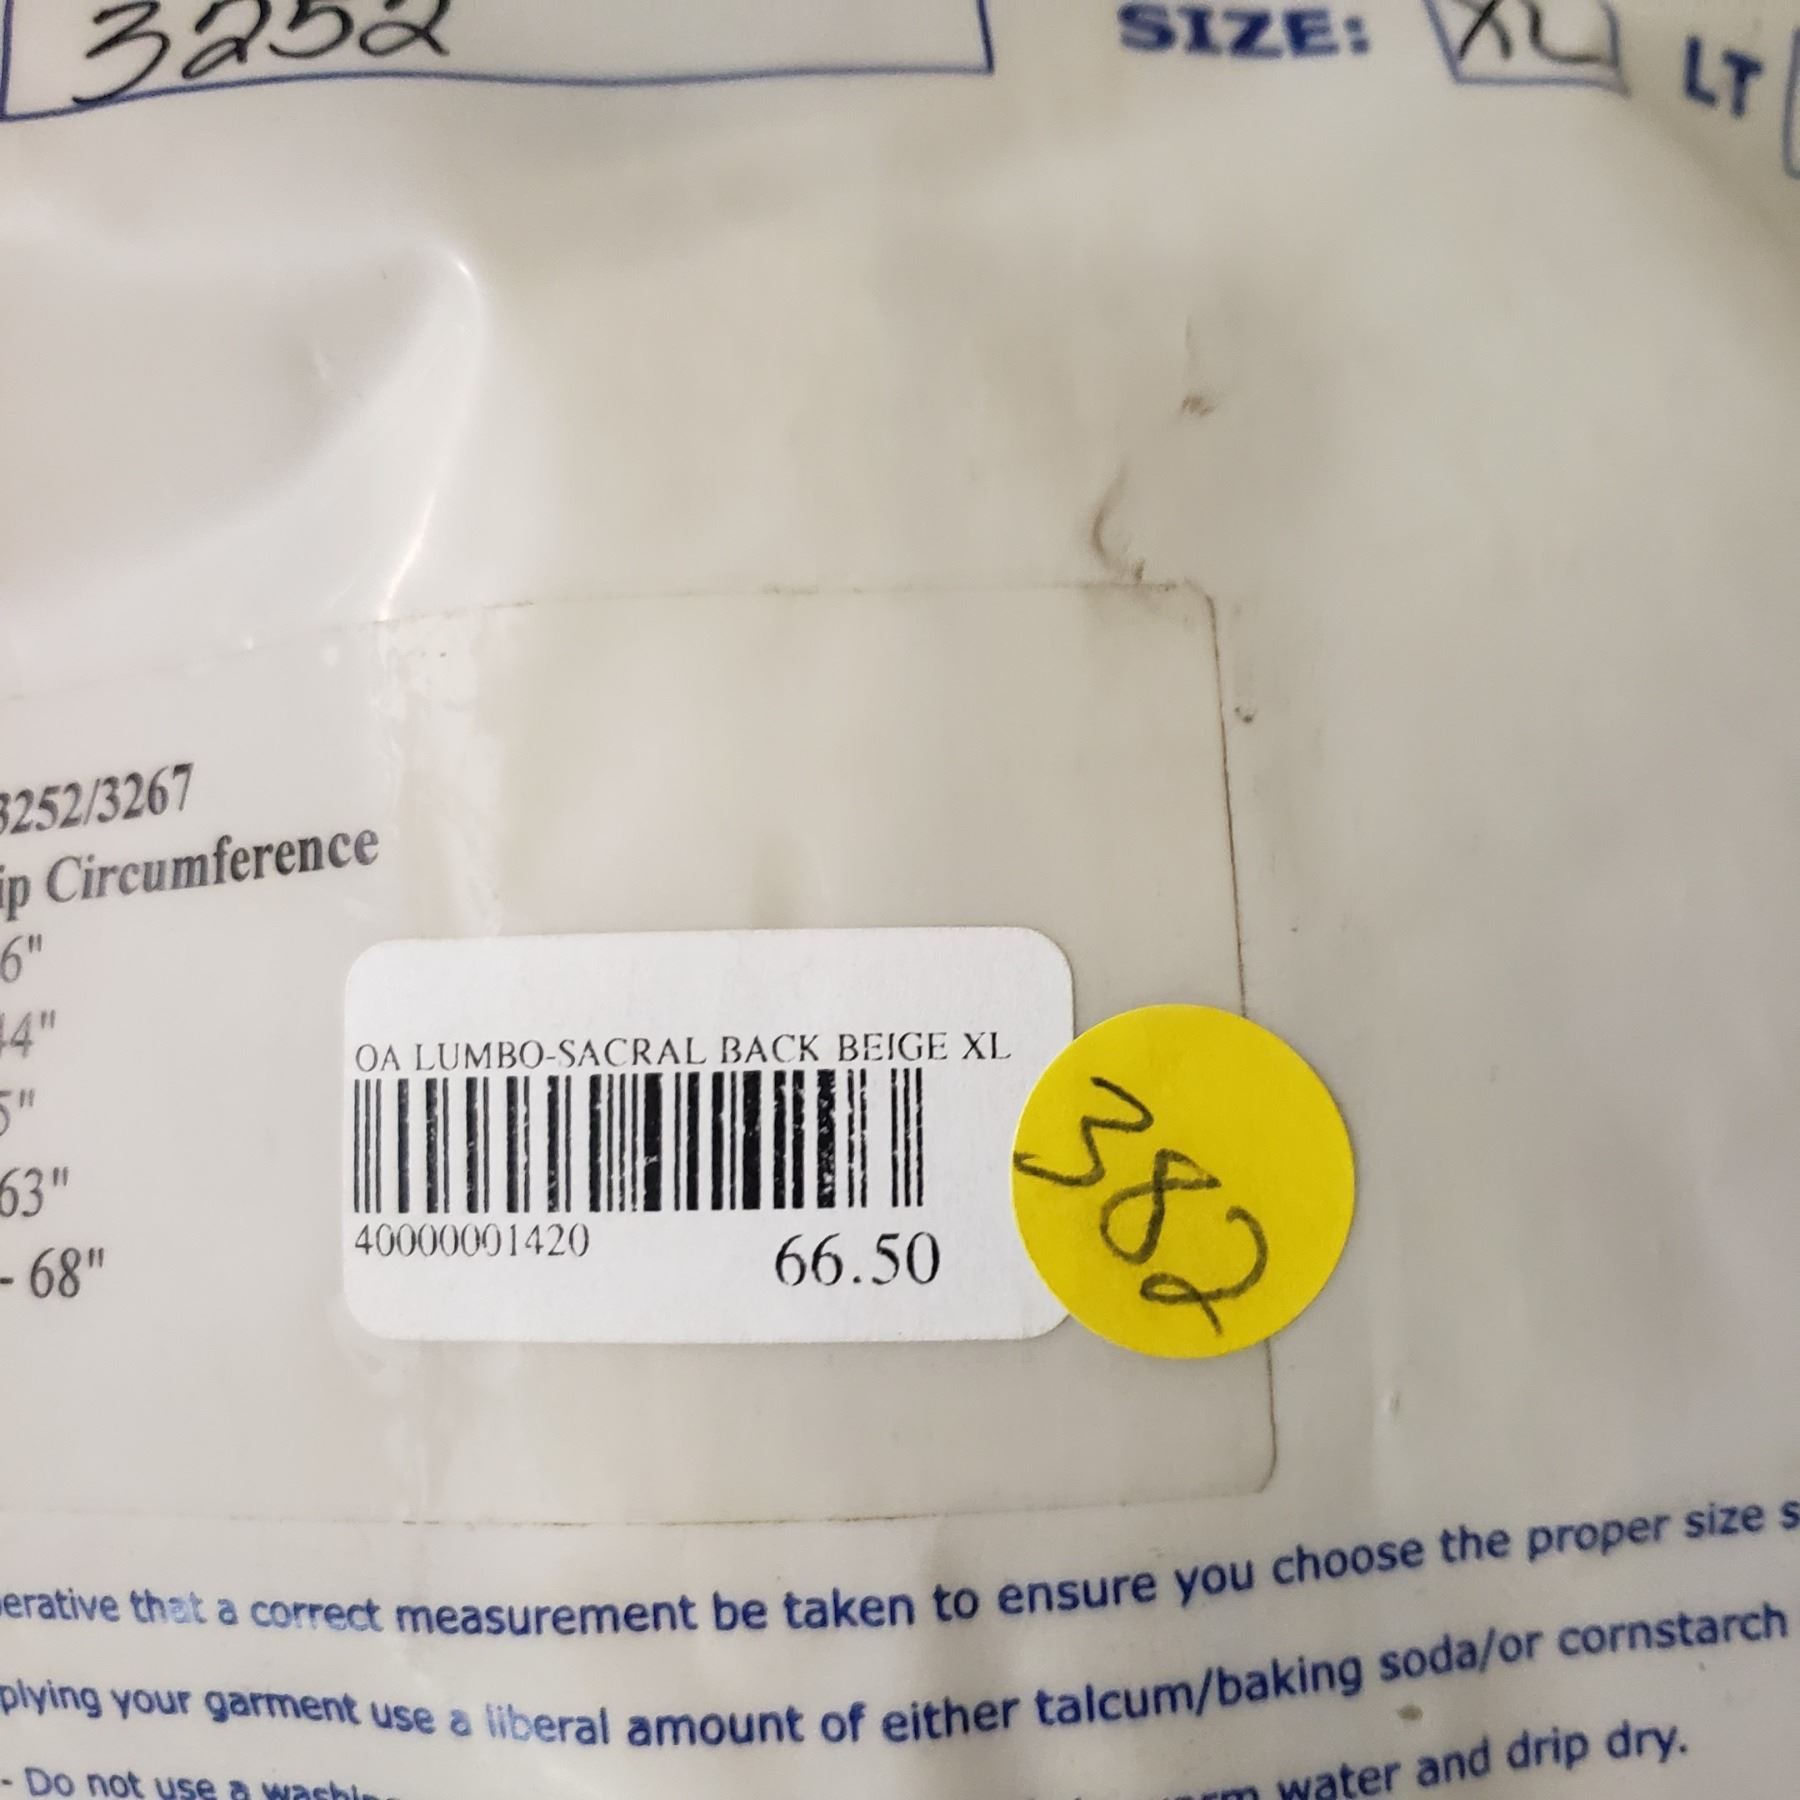 3252
SIZE: XL LT
3252/3267
ip Circumference
6"
44"
5"
63"
- 68"
OA LUMBO-SACRAL BACK BEIGE XL
40000001420
66.50
382
erative that a correct measurement be taken to ensure you choose the proper size s
plying your garment use a liberal amount of either talcum/baking soda/or cornstarch
- Do not use a washin
water and drip dry.